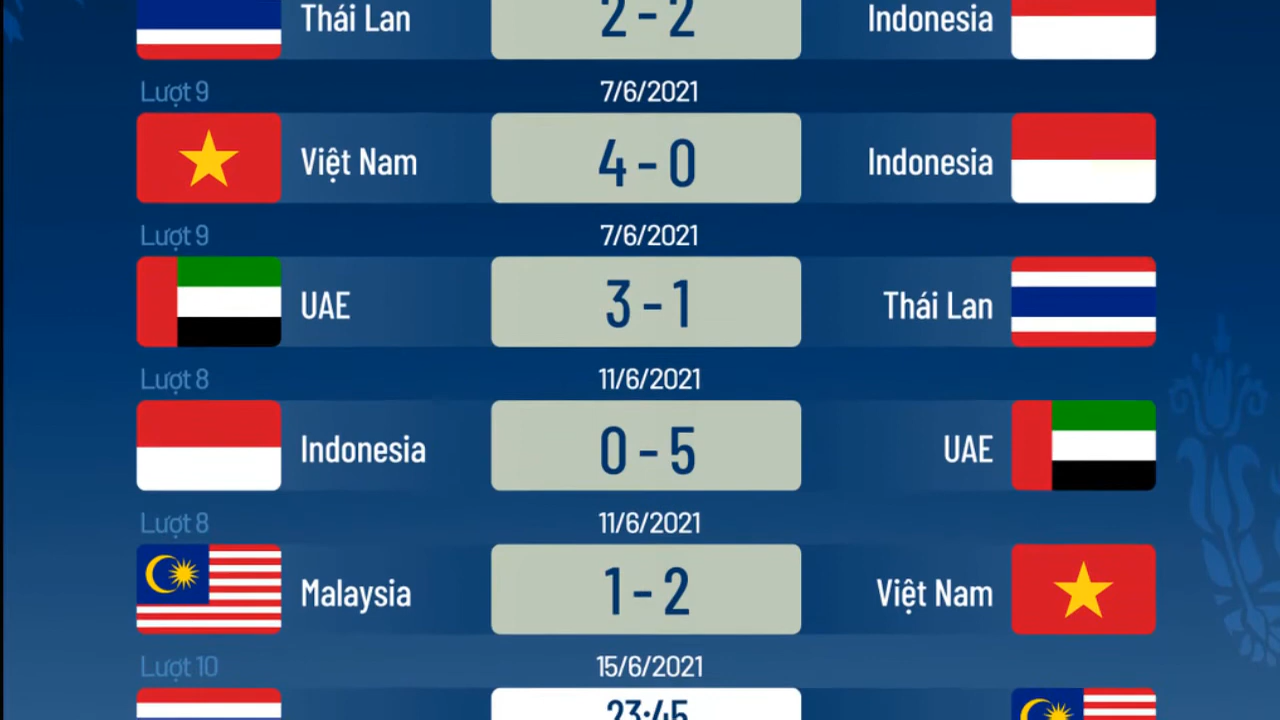 Thái Lan 2 - 2 Indonesia
Lượt 9 7/6/2021
Việt Nam 4 - 0 Indonesia
Lượt 9 7/6/2021
UAE 3 - 1 Thái Lan
Lượt 8 11/6/2021
Indonesia 0 - 5 UAE
Lượt 8 11/6/2021
Malaysia 1 - 2 Việt Nam
Lượt 10 15/6/2021
23:45